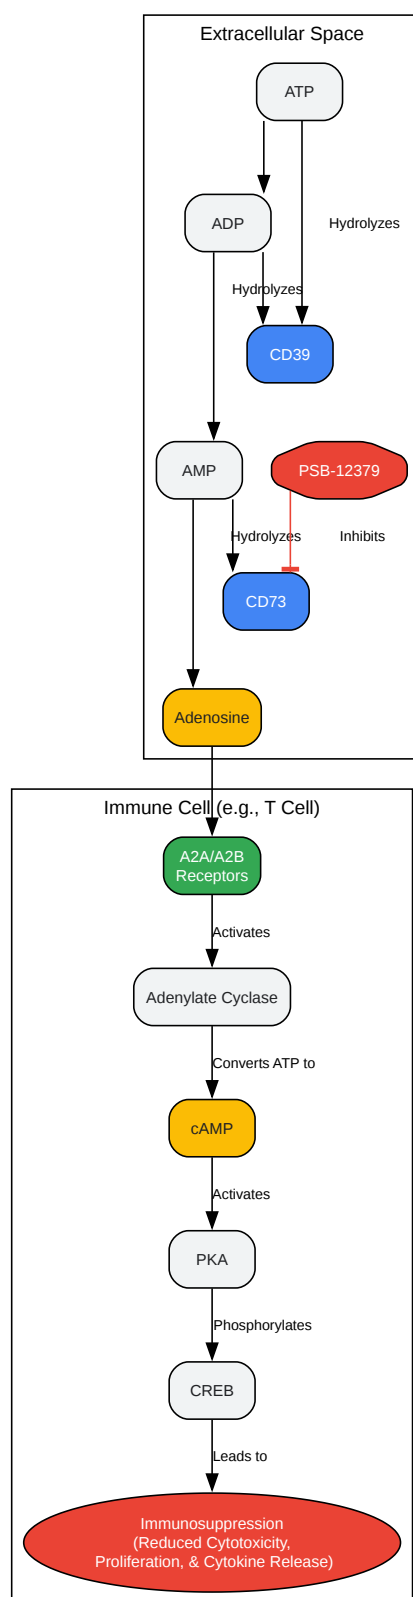 Extracellular Space
ATP
ADP
Hydrolyzes
Hydrolyzes
CD39
AMP
PSB-12379
Hydrolyzes
Inhibits
CD73
Adenosine
Immune Cell (e.g., T Cell)
A2A/A2B
Receptors
Activates
Adenylate Cyclase
Converts ATP to
cAMP
Activates
PKA
Phosphorylates
CREB
Leads to
Immunosuppression
(Reduced Cytotoxicity,
Proliferation, & Cytokine Release)